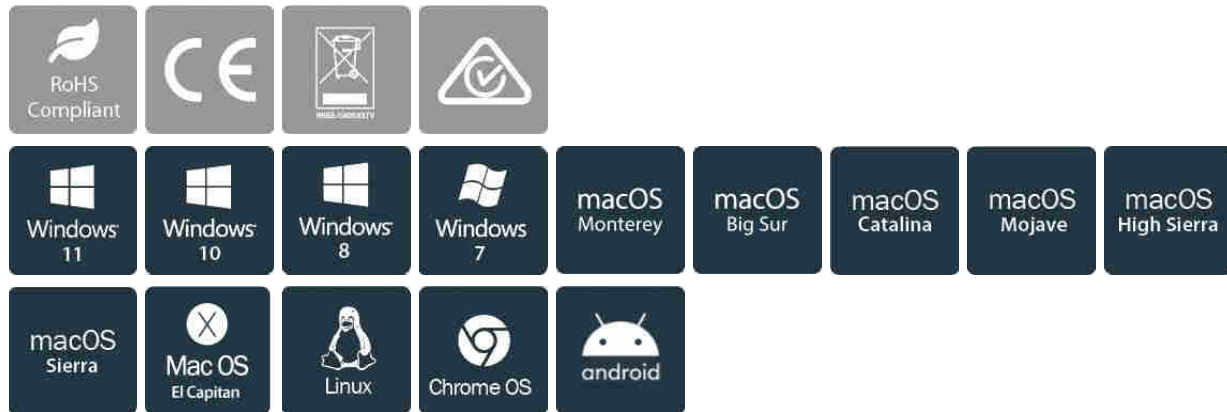 RoHS
Compliant
CE
Windows
11
Windows
10
Windows
8
Windows
7
macOS
Monterey
macOS
Big Sur
macOS
Catalina
macOS
Mojave
macOS
High Sierra
macOS
Sierra
X
Mac OS
El Capitan
Linux
Chrome OS
android